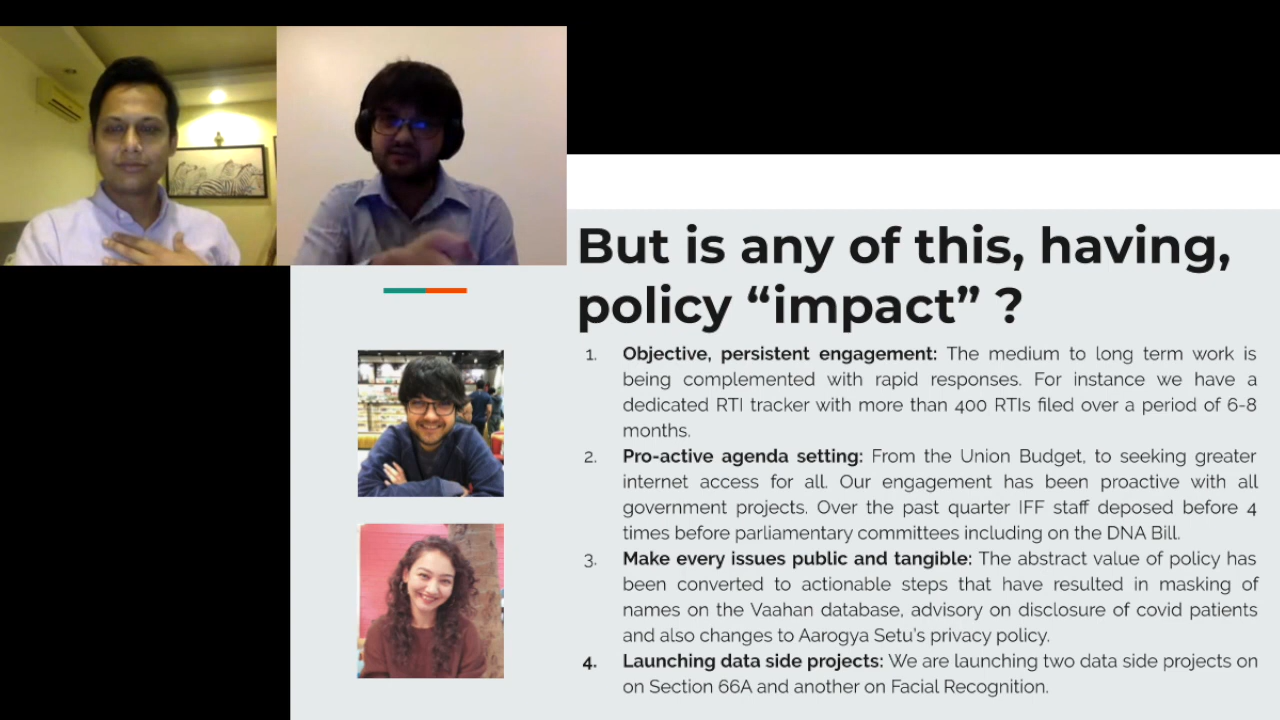 But is any of this, having,
policy “impact” ?
1. Objective, persistent engagement: The medium to long term work is
being complemented with rapid responses. For instance we have a
dedicated RTI tracker with more than 400 RTIs filed over a period of 6-8
months.
2. Pro-active agenda setting: From the Union Budget, to seeking greater
internet access for all. Our engagement has been proactive with all
government projects. Over the past quarter IFF staff deposed before 4
times before parliamentary committees including on the DNA Bill.
3. Make every issues public and tangible: The abstract value of policy has
been converted to actionable steps that have resulted in masking of
names on the Vaahan database, advisory on disclosure of covid patients
and also changes to Aarogya Setu's privacy policy.
4. Launching data side projects: We are launching two data side projects on
on Section 66A and another on Facial Recognition.